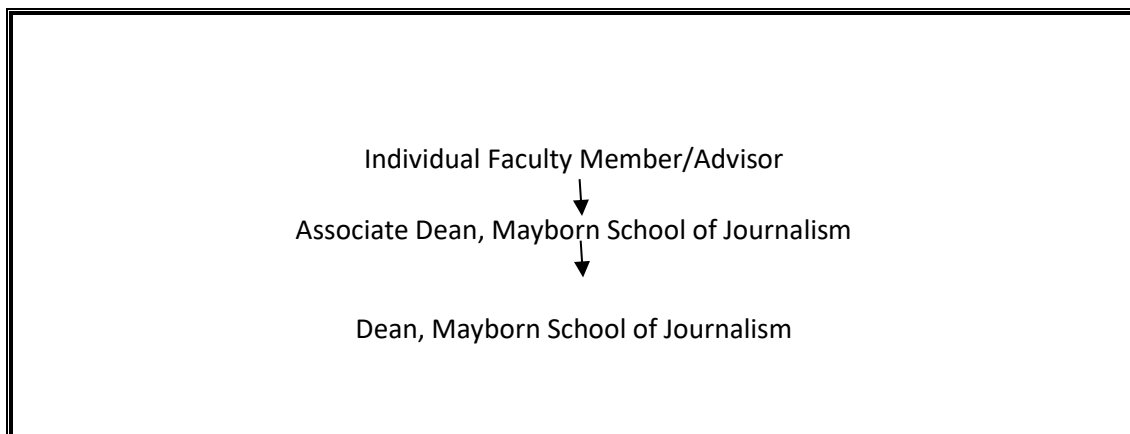 Individual Faculty Member/Advisor
Associate Dean, Mayborn School of Journalism
Dean, Mayborn School of Journalism